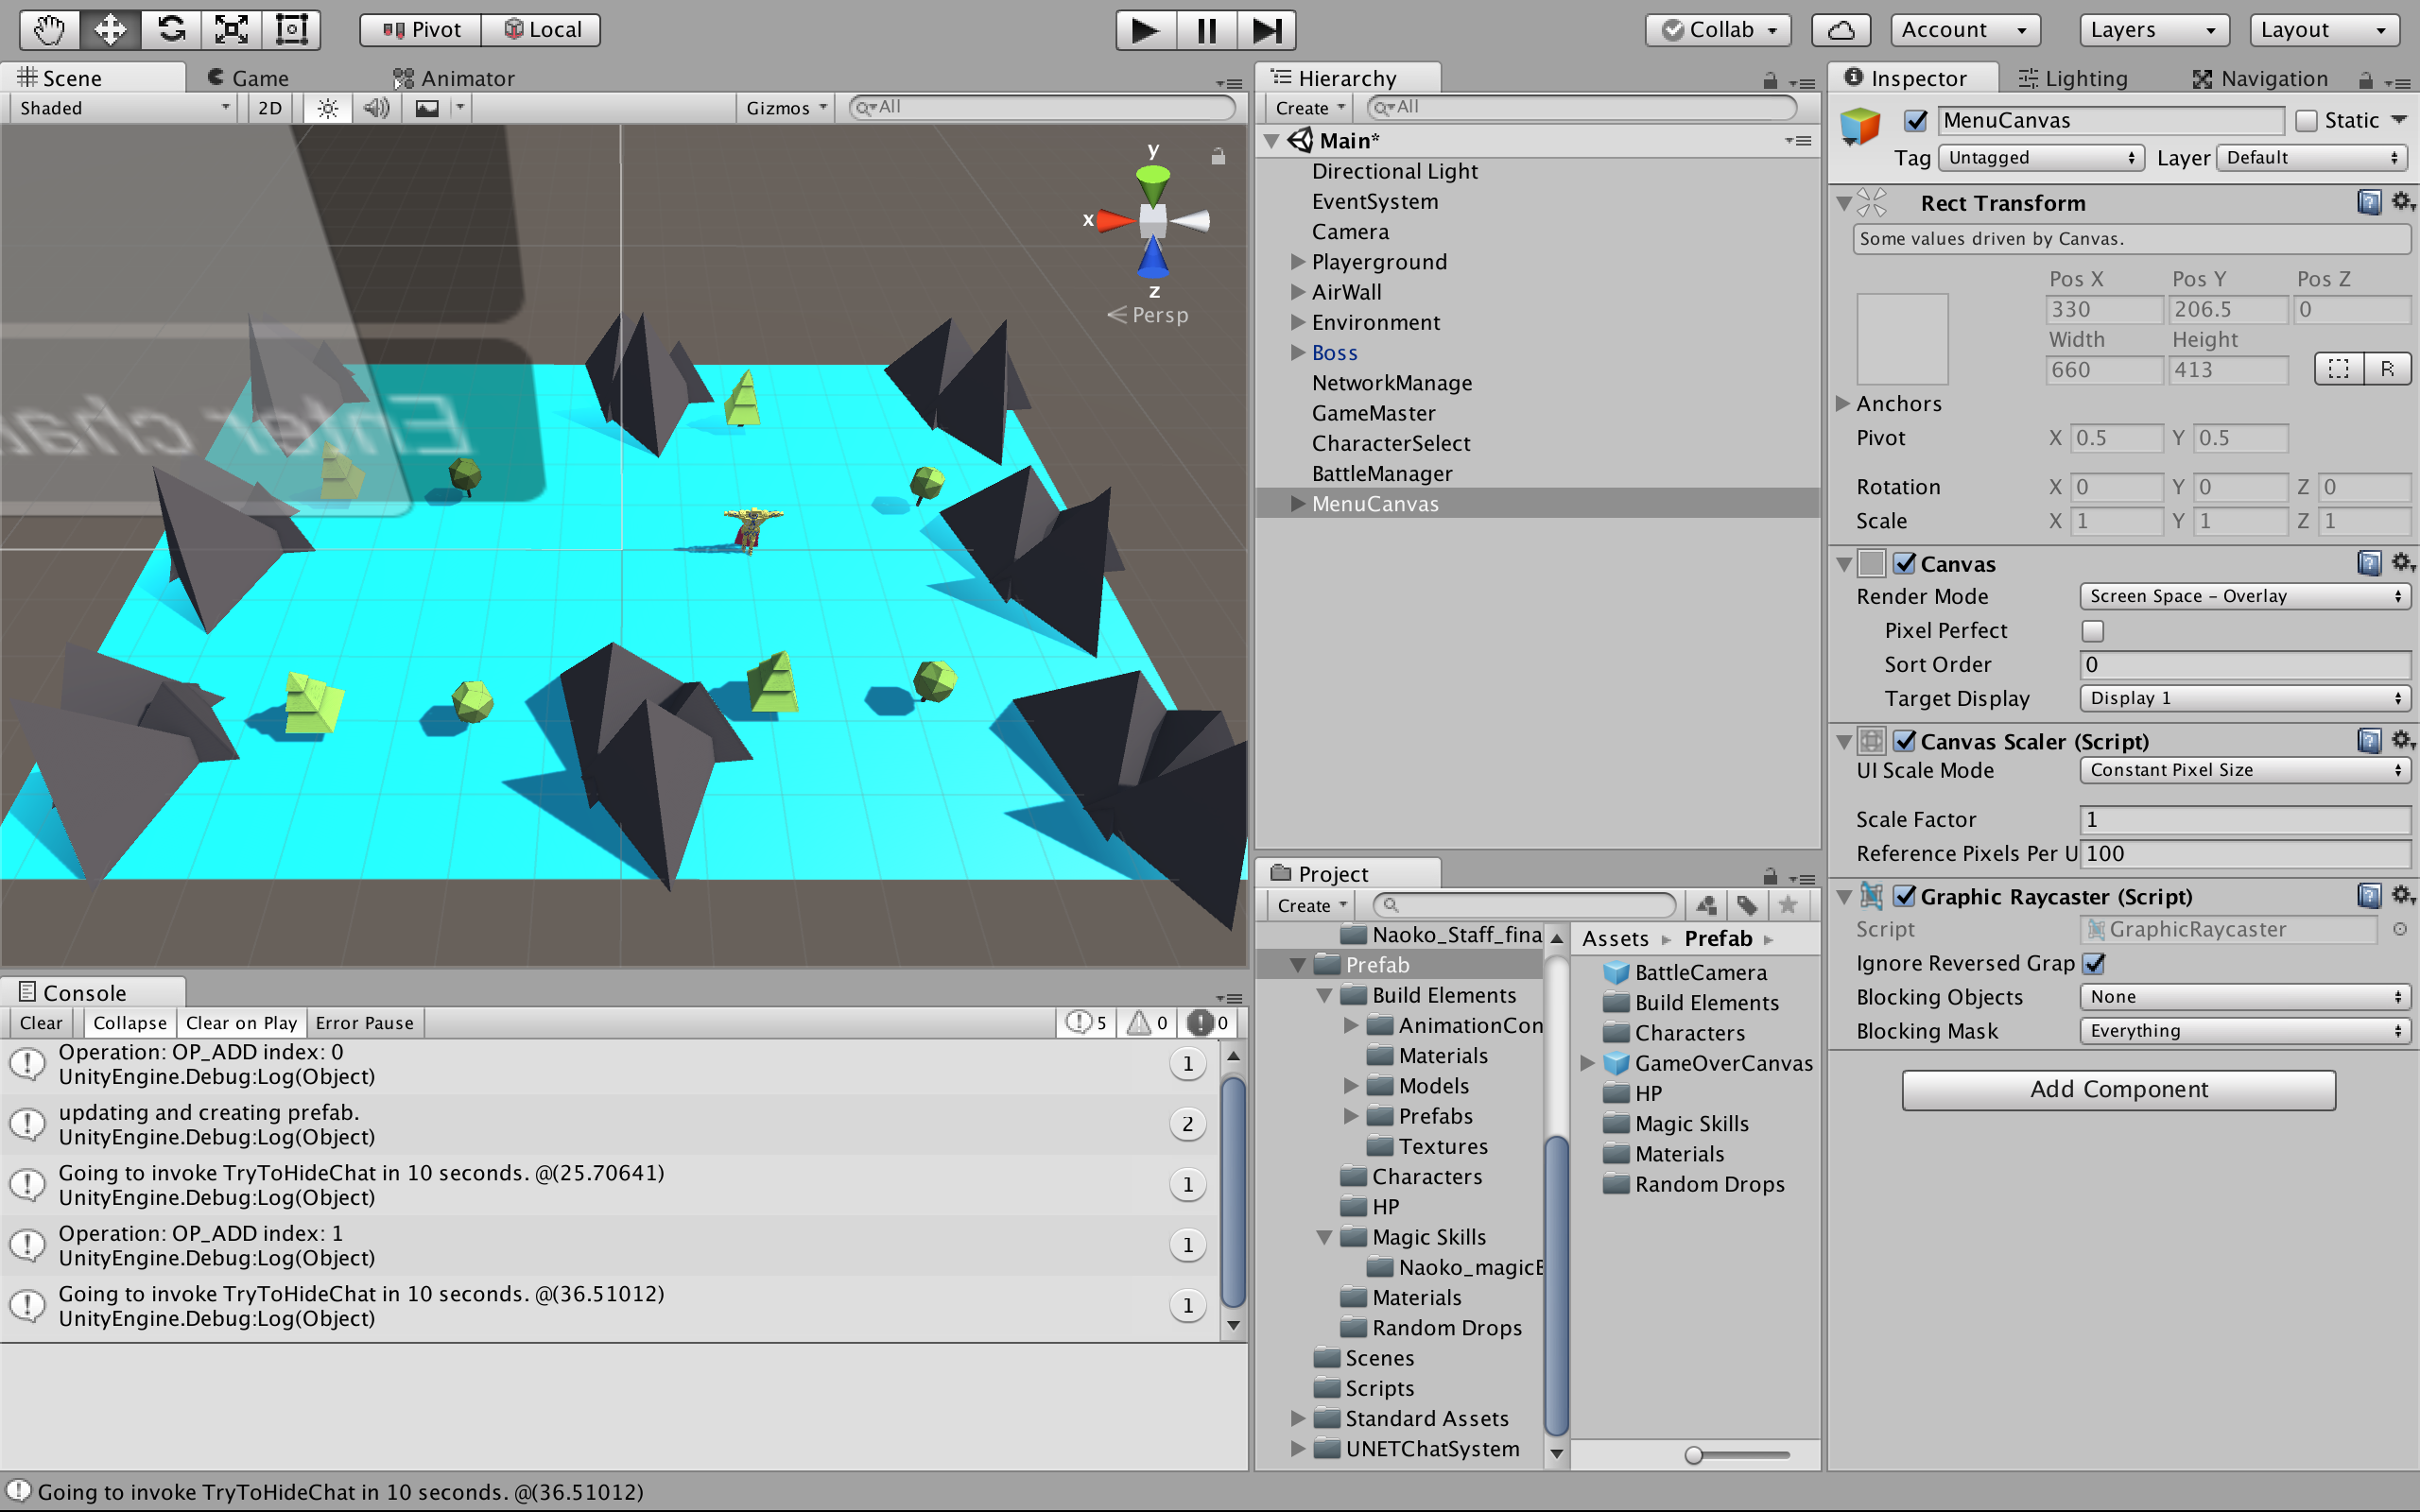 Pivot Local Collab Account Layers Layout
Scene Game Animator
Shaded 2D Gizmos All
y
x
z
Persp
Enter char
Console
Clear Collapse Clear on Play Error Pause 5 0 0
Operation: OP_ADD index: 0
UnityEngine.Debug:Log(Object)
1
updating and creating prefab.
UnityEngine.Debug:Log(Object)
2
Going to invoke TryToHideChat in 10 seconds. @(25.70641)
UnityEngine.Debug:Log(Object)
1
Operation: OP_ADD index: 1
UnityEngine.Debug:Log(Object)
1
Going to invoke TryToHideChat in 10 seconds. @(36.51012)
UnityEngine.Debug:Log(Object)
1
Going to invoke TryToHideChat in 10 seconds. @(36.51012)
Hierarchy
Create All
Main*
Directional Light
EventSystem
Camera
Playerground
AirWall
Environment
Boss
NetworkManage
GameMaster
CharacterSelect
BattleManager
MenuCanvas
Project
Create
Naoko_Staff_fina
Prefab
Build Elements
AnimationCon
Materials
Models
Prefabs
Textures
Characters
HP
Magic Skills
Naoko_magicE
Materials
Random Drops
Scenes
Scripts
Standard Assets
UNETChatSystem
Assets Prefab
BattleCamera
Build Elements
Characters
GameOverCanvas
HP
Magic Skills
Materials
Random Drops
Inspector Lighting Navigation
MenuCanvas Static
Tag Untagged Layer Default
Rect Transform
Some values driven by Canvas.
Pos X Pos Y Pos Z
330 206.5 0
Width Height
660 413 R
Anchors
Pivot X 0.5 Y 0.5
Rotation X 0 Y 0 Z 0
Scale X 1 Y 1 Z 1
Canvas
Render Mode Screen Space - Overlay
Pixel Perfect
Sort Order 0
Target Display Display 1
Canvas Scaler (Script)
UI Scale Mode Constant Pixel Size
Scale Factor 1
Reference Pixels Per U 100
Graphic Raycaster (Script)
Script GraphicRaycaster
Ignore Reversed Grap
Blocking Objects None
Blocking Mask Everything
Add Component